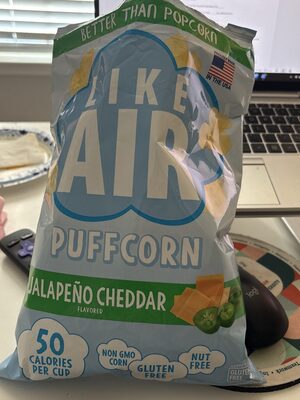 BETTER THAN POPCORN
IN THE USA
LIKE
AIR
PUFFCORN
JALAPEÑO CHEDDAR
FLAVORED
50
CALORIES
PER CUP
NON GMO
CORN
GLUTEN
FREE
NUT
FREE